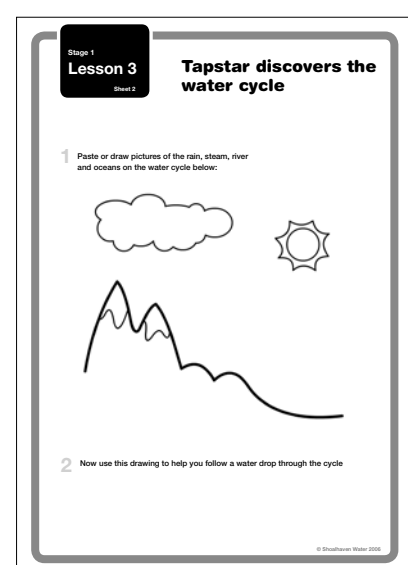 Stage 1
Lesson 3
Sheet 2
Tapstar discovers the
water cycle
1 Paste or draw pictures of the rain, steam, river
and oceans on the water cycle below:
2 Now use this drawing to help you follow a water drop through the cycle
© Shoalhaven Water 2008